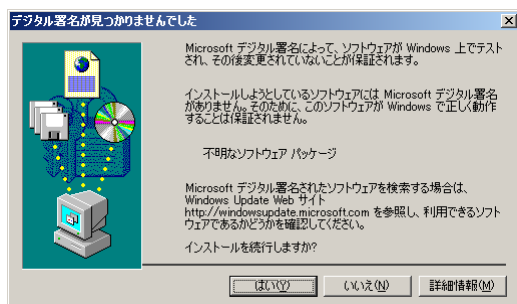 デジタル署名が見つかりませんでした
Microsoft デジタル署名によって、ソフトウェアが Windows 上でテスト
され、その後変更されていないことが保証されます。
インストールしようとしているソフトウェアには Microsoft デジタル署名
がありません。そのために、このソフトウェアが Windows で正しく動作
することは保証されません。
不明なソフトウェア パッケージ
Microsoft デジタル署名されたソフトウェアを検索する場合は、
Windows Update Web サイト
http://windowsupdate.microsoft.com を参照し、利用できるソフト
ウェアであるかどうかを確認してください。
インストールを続行しますか?
はい(Y) いいえ(N) 詳細情報(M)